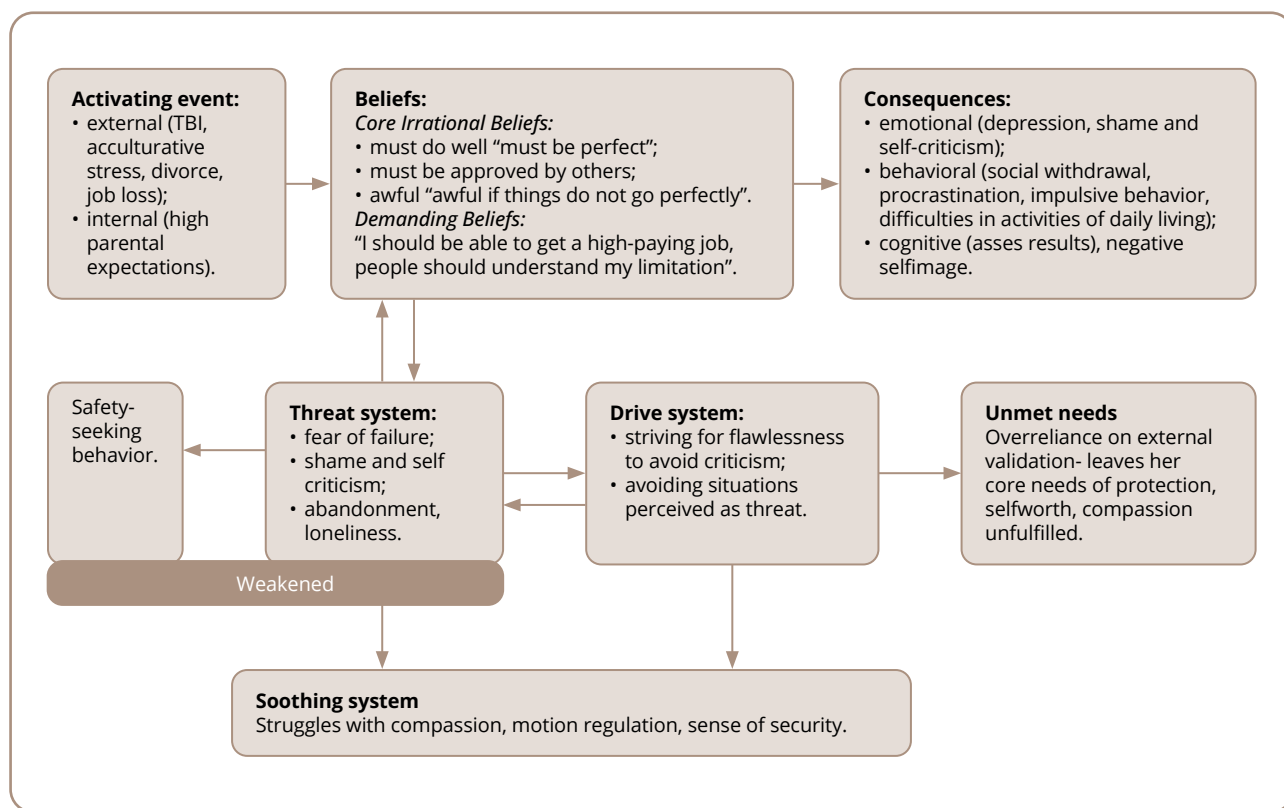 Activating event:
• external (TBI,
acculturative
stress, divorce,
job loss);
• internal (high
parental
expectations).
Beliefs:
Core Irrational Beliefs:
• must do well “must be perfect”;
• must be approved by others;
• awful “awful if things do not go perfectly”.
Demanding Beliefs:
“I should be able to get a high-paying job,
people should understand my limitation”.
Consequences:
• emotional (depression, shame and
self-criticism);
• behavioral (social withdrawal,
procrastination, impulsive behavior,
difficulties in activities of daily living);
• cognitive (asses results), negative
selfimage.
Safety-
seeking
behavior.
Threat system:
• fear of failure;
• shame and self
criticism;
• abandonment,
loneliness.
Drive system:
• striving for flawlessness
to avoid criticism;
• avoiding situations
perceived as threat.
Unmet needs
Overreliance on external
validation- leaves her
core needs of protection,
selfworth, compassion
unfulfilled.
Weakened
Soothing system
Struggles with compassion, motion regulation, sense of security.